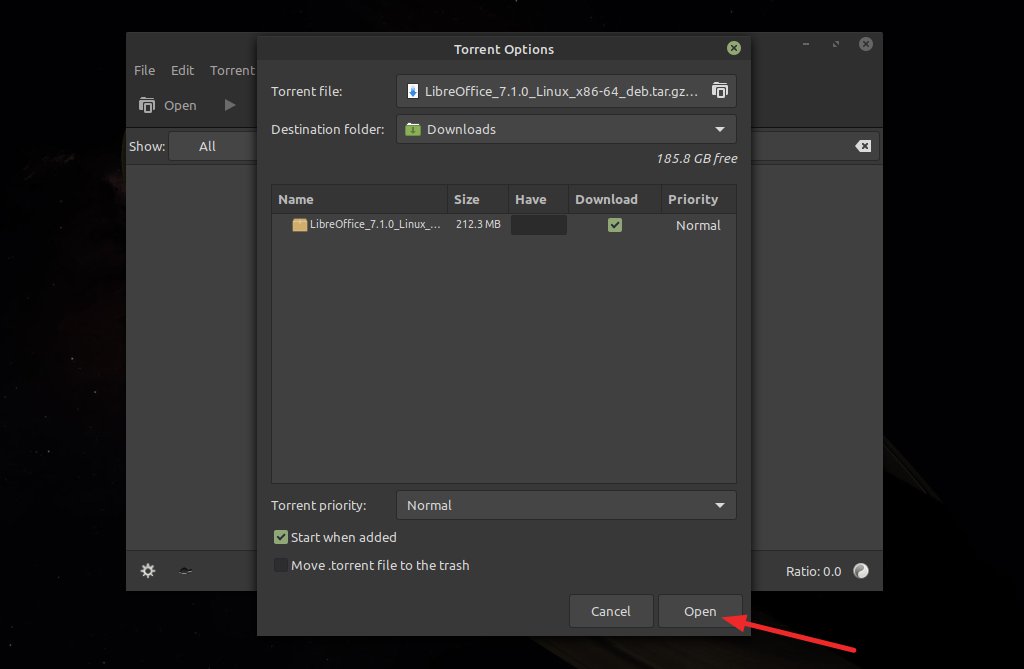 Torrent Options
File Edit Torrent
Torrent file: LibreOffice_7.1.0_Linux_x86-64_deb.tar.gz...
Open
Destination folder: Downloads
Show: All
185.8 GB free
Name Size Have Download Priority
LibreOffice_7.1.0_Linux_... 212.3 MB Normal
Torrent priority: Normal
Start when added
Move .torrent file to the trash
Ratio: 0.0
Cancel Open